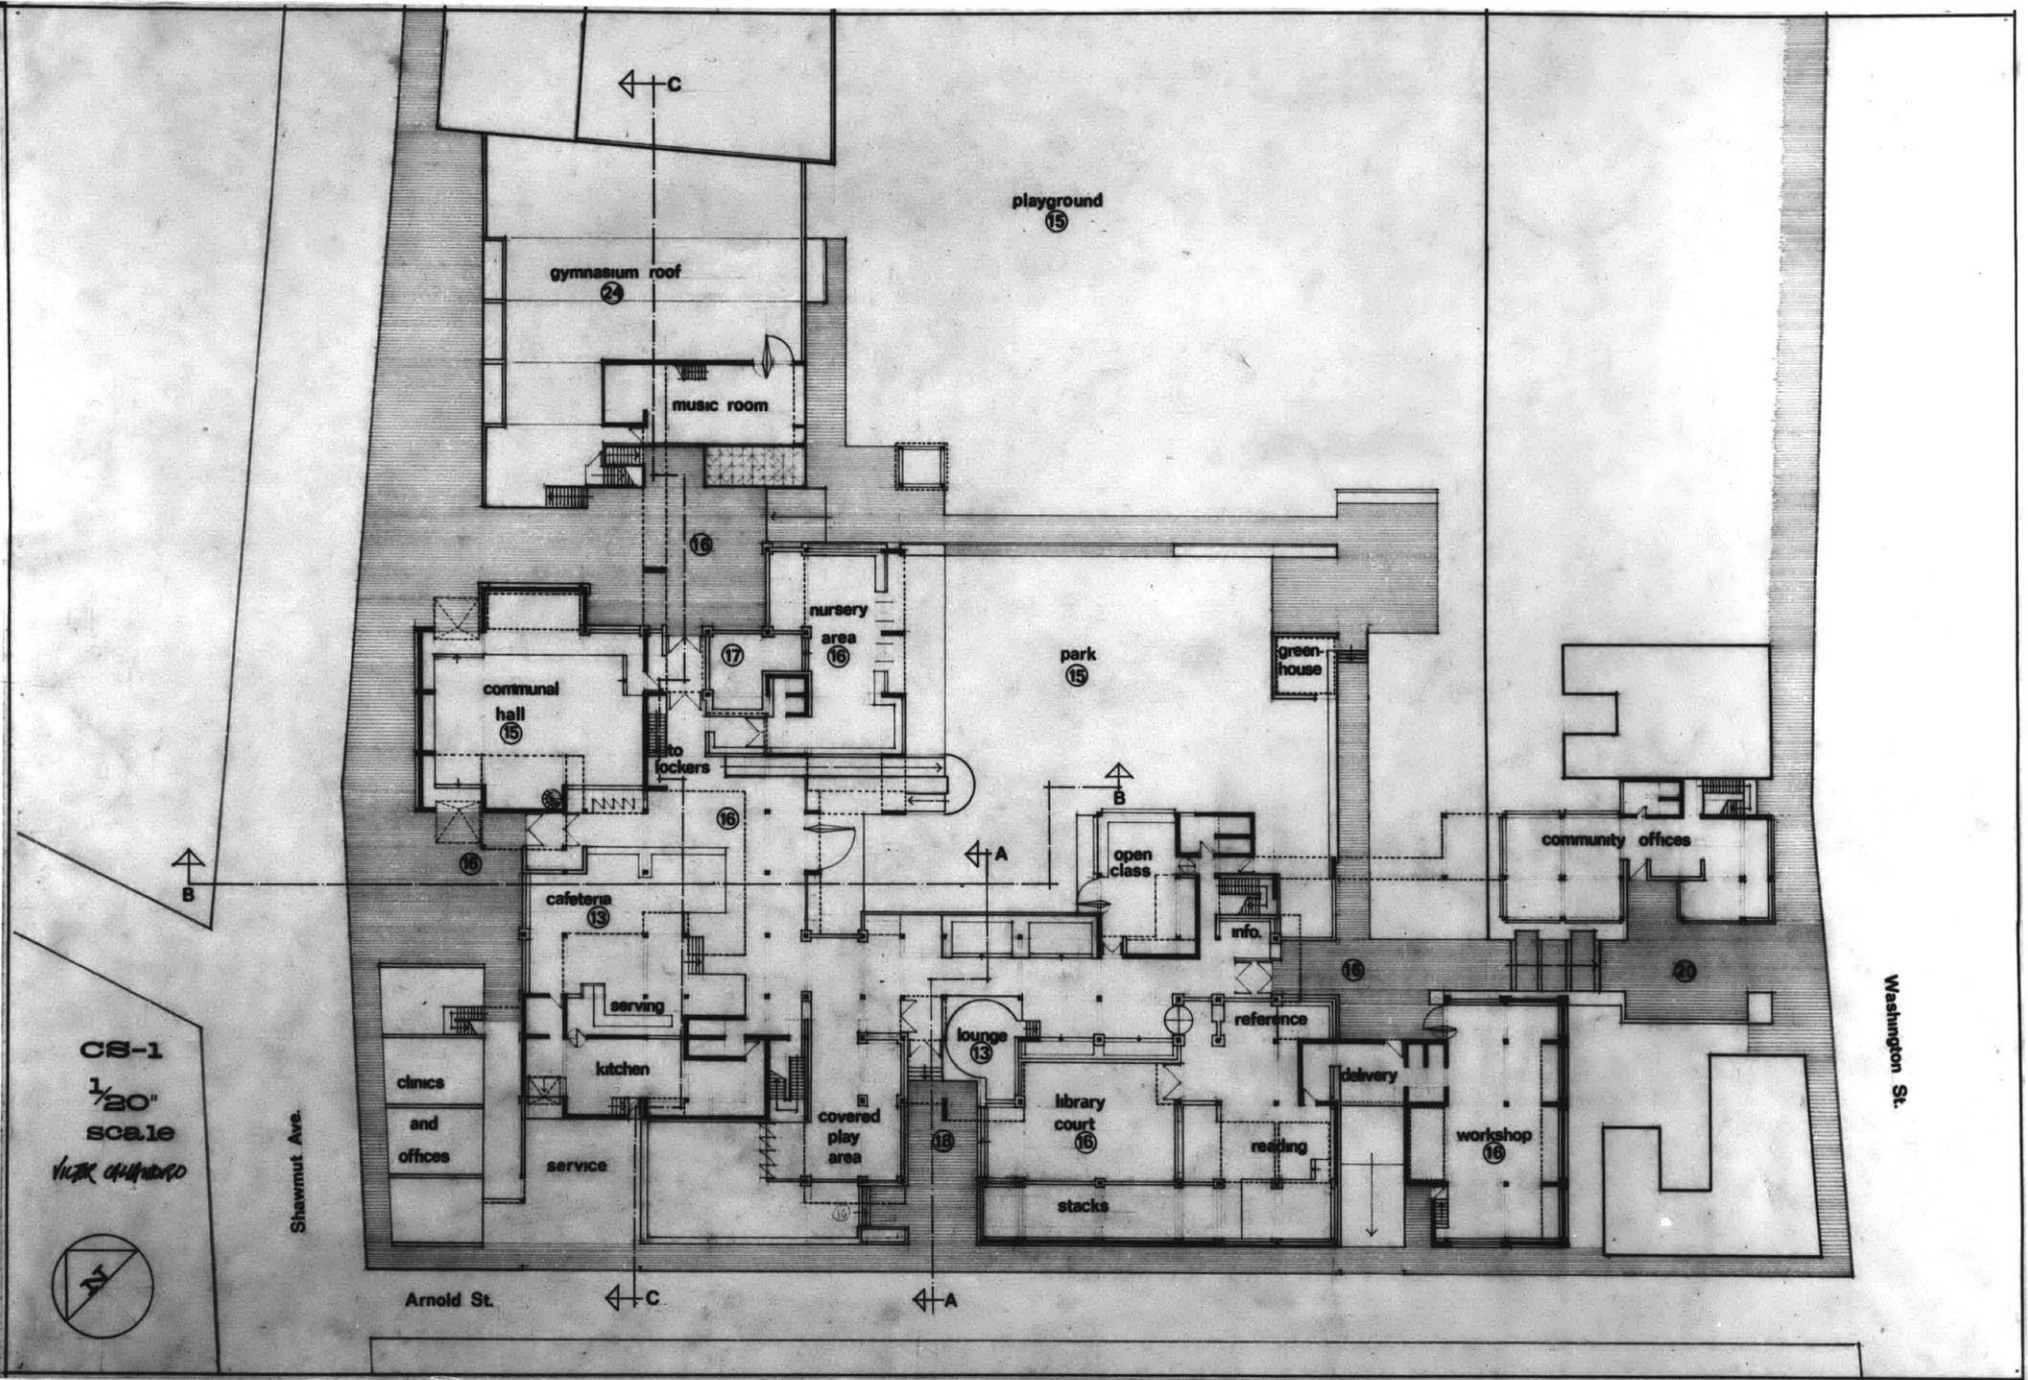 C
playground
15
gymnasium roof
24
music room
16
nursery
area
16
17
park
15
green-
house
communal
hall
15
to
lockers
16
B
16
B
A
open
class
community offices
cafeteria
13
info.
16
20
serving
lounge
13
reference
kitchen
delivery
clinics
and
offices
covered
play
area
library
court
16
18
reading
workshop
16
service
stacks
16
CS-1
1/20"
scale
Shawmut Ave.
Washington St.
N
Arnold St.
C
A